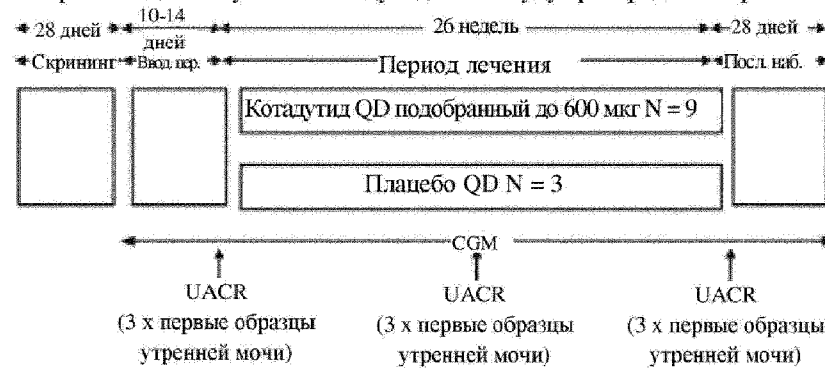 28 дней 10-14 дней 26 недель 28 дней
Скрининг Ввод. пер. Период лечения Посл. наб.
Котадутид QD подобранный до 600 мкг N = 9
Плацебо QD N = 3
CGM
UACR UACR UACR
(3 x первые образцы (3 x первые образцы (3 x первые образцы
утренней мочи) утренней мочи) утренней мочи)